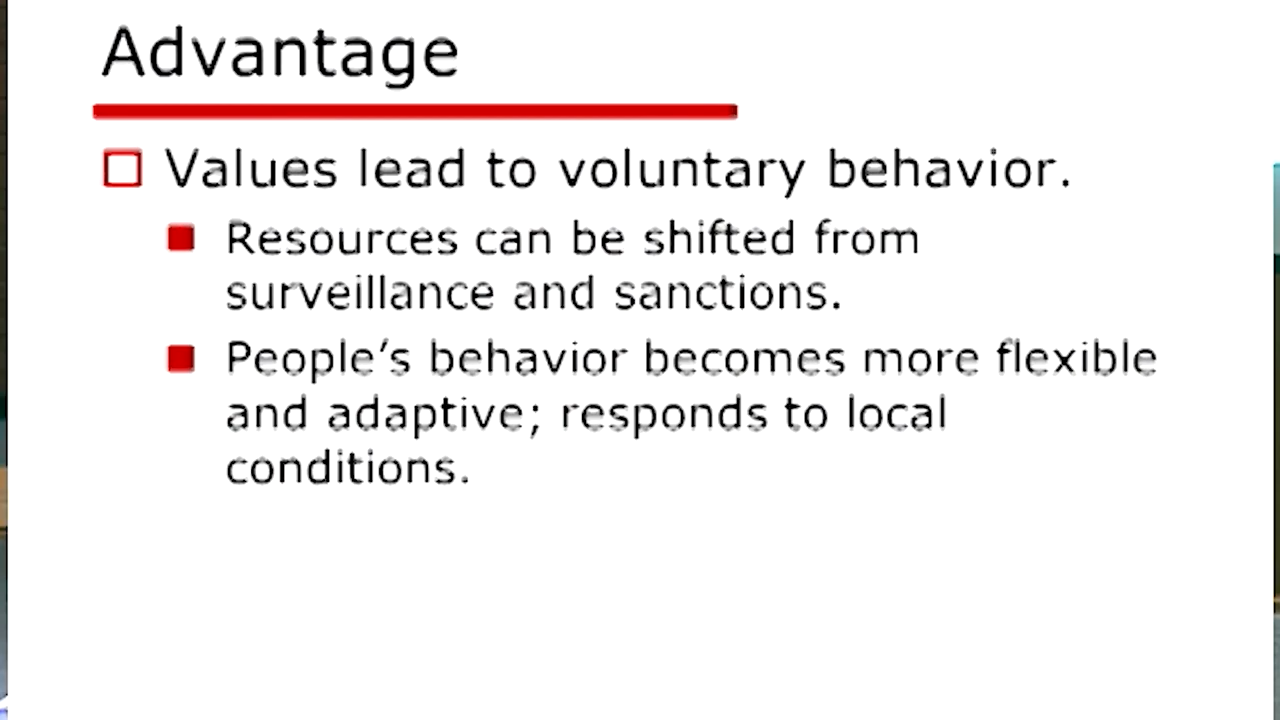 Advantage
Values lead to voluntary behavior.
Resources can be shifted from
surveillance and sanctions.
People’s behavior becomes more flexible
and adaptive; responds to local
conditions.